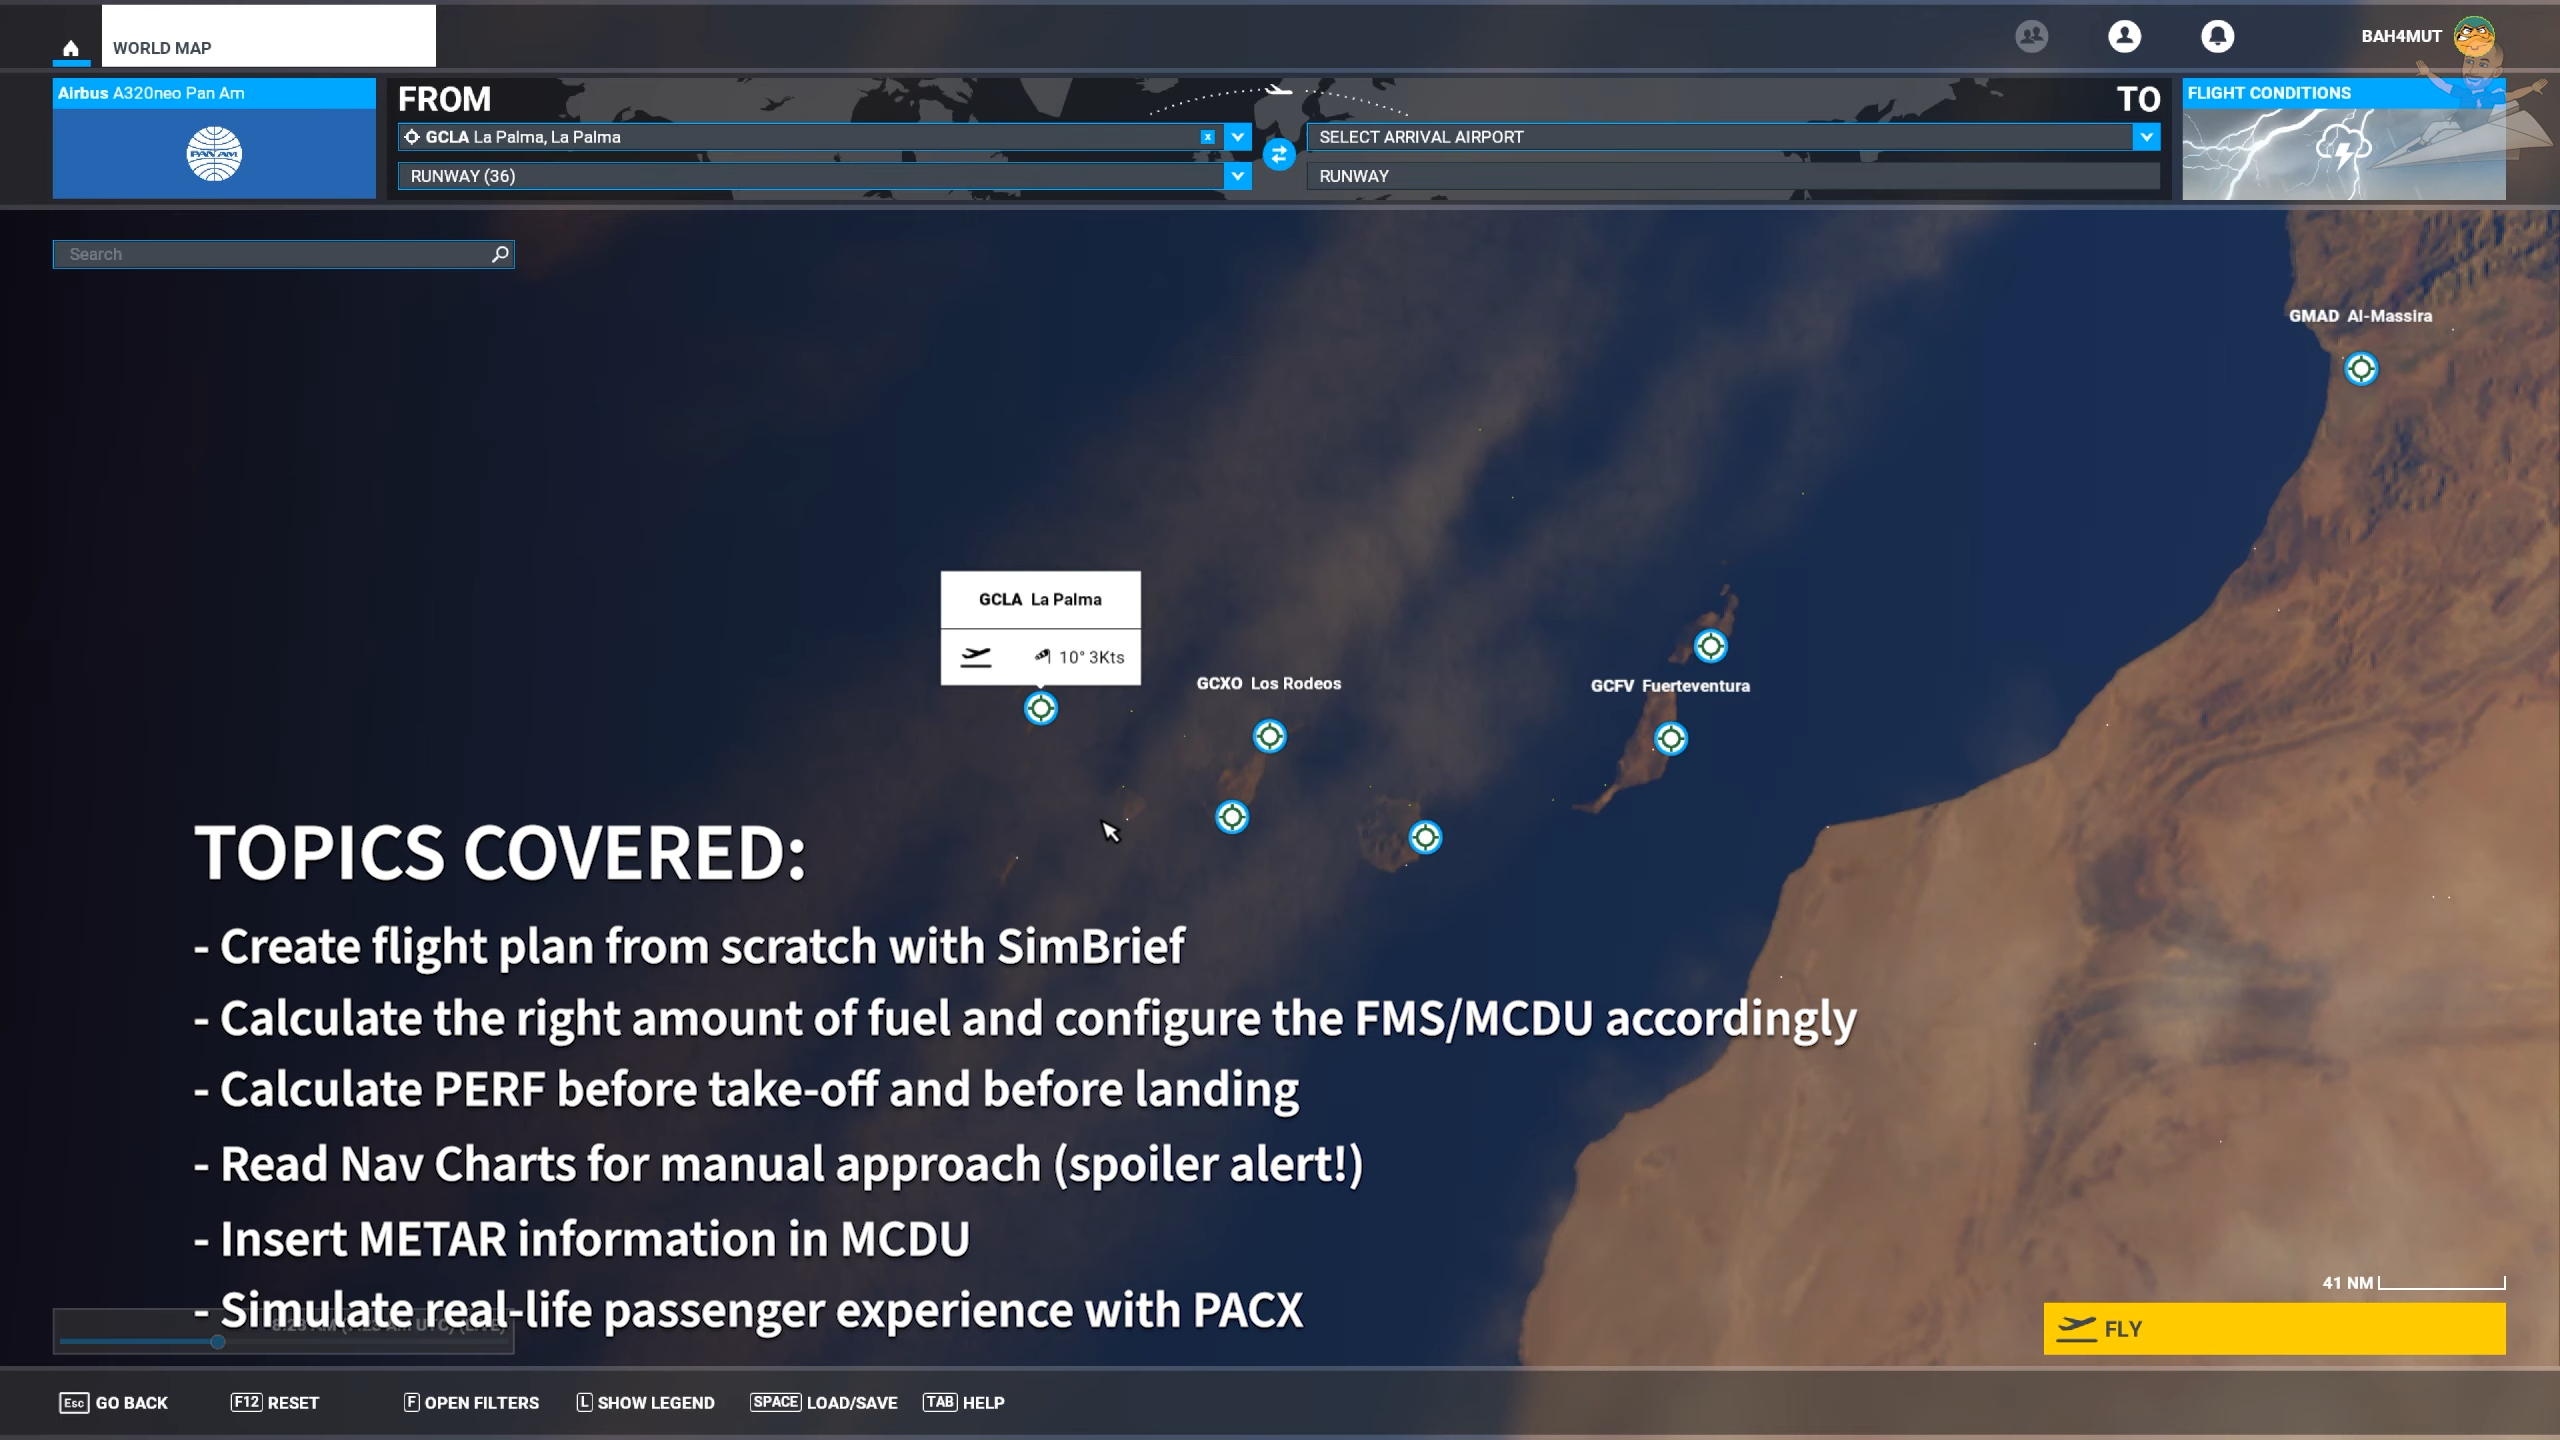 WORLD MAP
BAH4MUT
Airbus A320neo Pan Am
PAN AM
FROM
GCLA La Palma, La Palma
x
RUNWAY (36)
TO
SELECT ARRIVAL AIRPORT
RUNWAY
FLIGHT CONDITIONS
Search
GMAD Al-Massira
GCLA La Palma
10° 3Kts
GCXO Los Rodeos
GCFV Fuerteventura
TOPICS COVERED:
- Create flight plan from scratch with SimBrief
- Calculate the right amount of fuel and configure the FMS/MCDU accordingly
- Calculate PERF before take-off and before landing
- Read Nav Charts for manual approach (spoiler alert!)
- Insert METAR information in MCDU
- Simulate real-life passenger experience with PACX
41 NM
FLY
Esc GO BACK
F12 RESET
F OPEN FILTERS
L SHOW LEGEND
SPACE LOAD/SAVE
TAB HELP